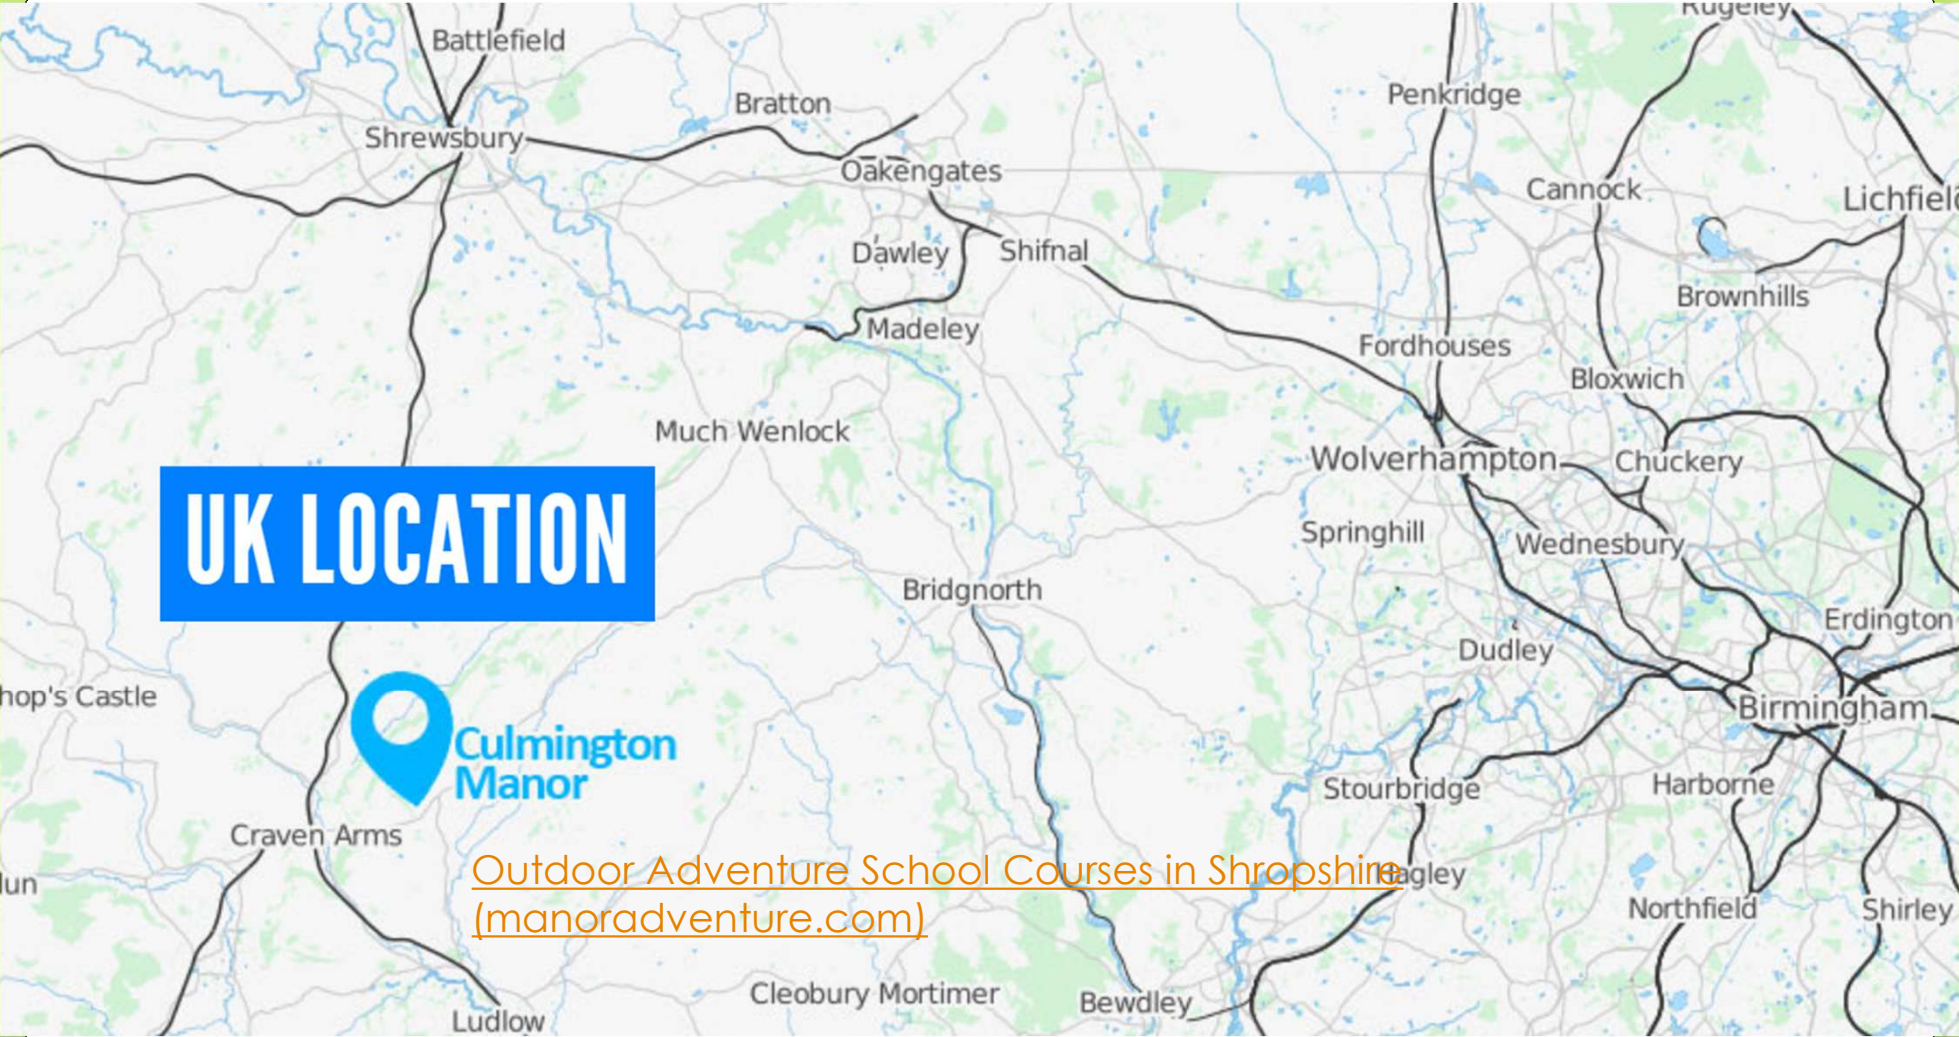 Rugeley
Battlefield
Penkridge
Bratton
Shrewsbury
Oakengates
Cannock
Lichfield
Dawley
Shifnal
Brownhills
Madeley
Fordhouses
Bloxwich
Much Wenlock
Wolverhampton
Chuckery
UK LOCATION
Springhill
Wednesbury
Bridgnorth
Erdington
Dudley
hop's Castle
Birmingham
Culmington
Manor
Stourbridge
Harborne
Craven Arms
Outdoor Adventure School Courses in Shropshire
(manoradventure.com)
Hagley
lun
Northfield
Shirley
Cleobury Mortimer
Bewdley
Ludlow